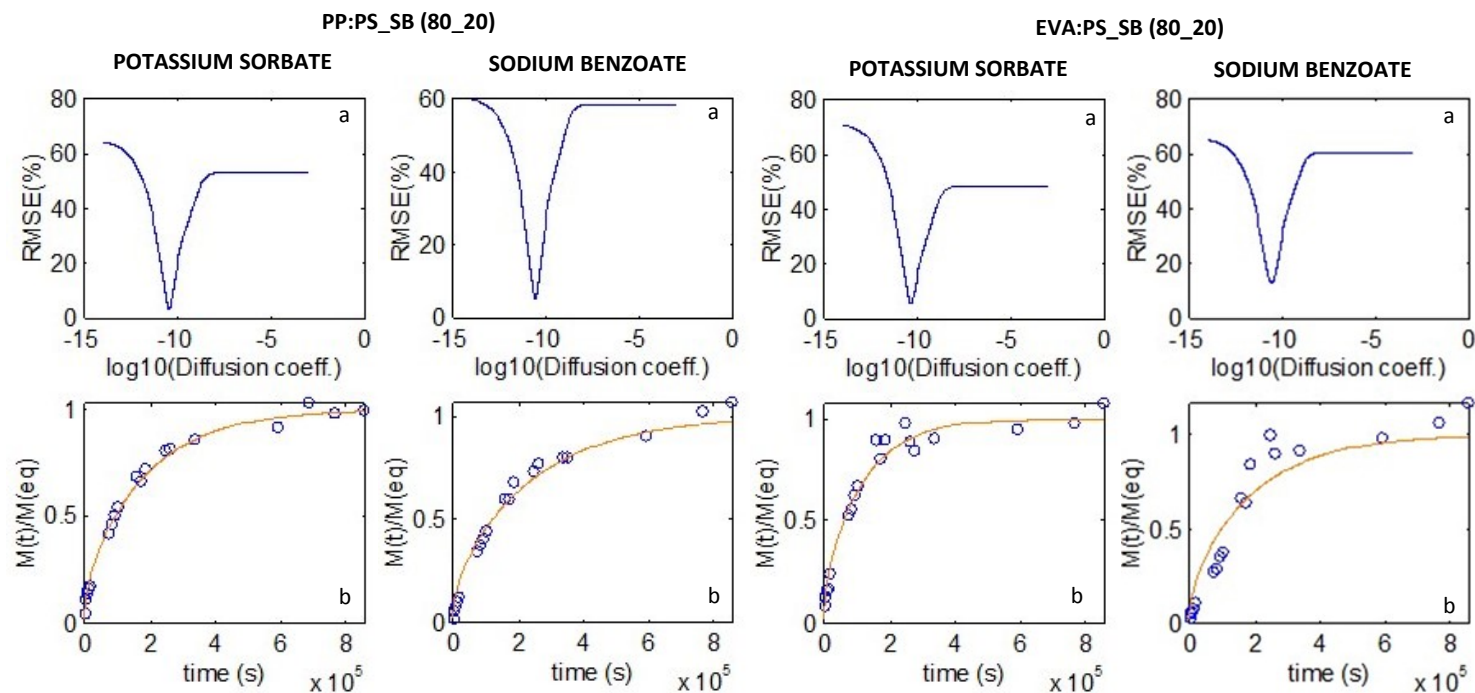 PP:PS_SB (80_20)
EVA:PS_SB (80_20)
POTASSIUM SORBATE
SODIUM BENZOATE
POTASSIUM SORBATE
SODIUM BENZOATE
80
60
40
20
0
RMSE(%)
a
-15
-10
-5
0
log10(Diffusion coeff.)
60
40
20
0
RMSE(%)
a
-15
-10
-5
0
log10(Diffusion coeff.)
80
60
40
20
0
RMSE(%)
a
-15
-10
-5
0
log10(Diffusion coeff.)
80
60
40
20
0
RMSE(%)
a
-15
-10
-5
0
log10(Diffusion coeff.)
1
0.5
0
M(t)/M(eq)
b
0
2
4
6
8
time (s)
x 10^5
1
0.5
0
M(t)/M(eq)
b
0
2
4
6
8
time (s)
x 10^5
1
0.5
0
M(t)/M(eq)
b
0
2
4
6
8
time (s)
x 10^5
1
0.5
0
M(t)/M(eq)
b
0
2
4
6
8
time (s)
x 10^5